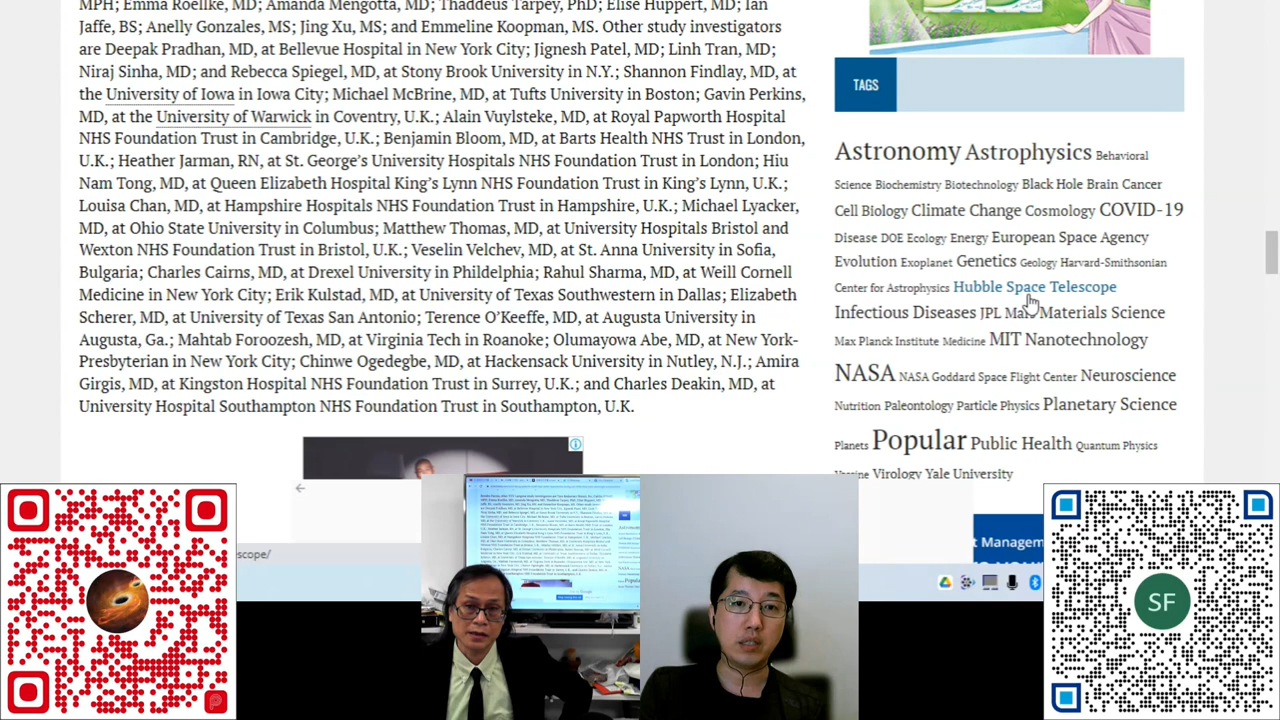 MPH; Emma Roellke, MD; Amanda Mengotta, MD; Thaddeus Tarpey, PhD; Elise Huppert, MD; Ian
Jaffe, BS; Anelly Gonzales, MS; Jing Xu, MS; and Emmeline Koopman, MS. Other study investigators
are Deepak Pradhan, MD, at Bellevue Hospital in New York City; Jignesh Patel, MD; Linh Tran, MD;
Niraj Sinha, MD; and Rebecca Spiegel, MD, at Stony Brook University in N.Y.; Shannon Findlay, MD, at
the University of Iowa in Iowa City; Michael McBrine, MD, at Tufts University in Boston; Gavin Perkins,
MD, at the University of Warwick in Coventry, U.K.; Alain Vuylsteke, MD, at Royal Papworth Hospital
NHS Foundation Trust in Cambridge, U.K.; Benjamin Bloom, MD, at Barts Health NHS Trust in London,
U.K.; Heather Jarman, RN, at St. George's University Hospitals NHS Foundation Trust in London; Hiu
Nam Tong, MD, at Queen Elizabeth Hospital King's Lynn NHS Foundation Trust in King's Lynn, U.K.;
Louisa Chan, MD, at Hampshire Hospitals NHS Foundation Trust in Hampshire, U.K.; Michael Lyacker,
MD, at Ohio State University in Columbus; Matthew Thomas, MD, at University Hospitals Bristol and
Wexton NHS Foundation Trust in Bristol, U.K.; Veselin Velchev, MD, at St. Anna University in Sofia,
Bulgaria; Charles Cairns, MD, at Drexel University in Phildelphia; Rahul Sharma, MD, at Weill Cornell
Medicine in New York City; Erik Kulstad, MD, at University of Texas Southwestern in Dallas; Elizabeth
Scherer, MD, at University of Texas San Antonio; Terence O'Keeffe, MD, at Augusta University in
Augusta, Ga.; Mahtab Foroozesh, MD, at Virginia Tech in Roanoke; Olumayowa Abe, MD, at New York-
Presbyterian in New York City; Chinwe Ogedegbe, MD, at Hackensack University in Nutley, N.J.; Amira
Girgis, MD, at Kingston Hospital NHS Foundation Trust in Surrey, U.K.; and Charles Deakin, MD, at
University Hospital Southampton NHS Foundation Trust in Southampton, U.K.
TAGS
Astronomy Astrophysics Behavioral
Science Biochemistry Biotechnology Black Hole Brain Cancer
Cell Biology Climate Change Cosmology COVID-19
Disease DOE Ecology Energy European Space Agency
Evolution Exoplanet Genetics Geology Harvard-Smithsonian
Center for Astrophysics Hubble Space Telescope
Infectious Diseases JPL Materials Science
Max Planck Institute Medicine MIT Nanotechnology
NASA NASA Goddard Space Flight Center Neuroscience
Nutrition Paleontology Particle Physics Planetary Science
Planets Popular Public Health Quantum Physics
Virology Yale University
scope
Managem
SF